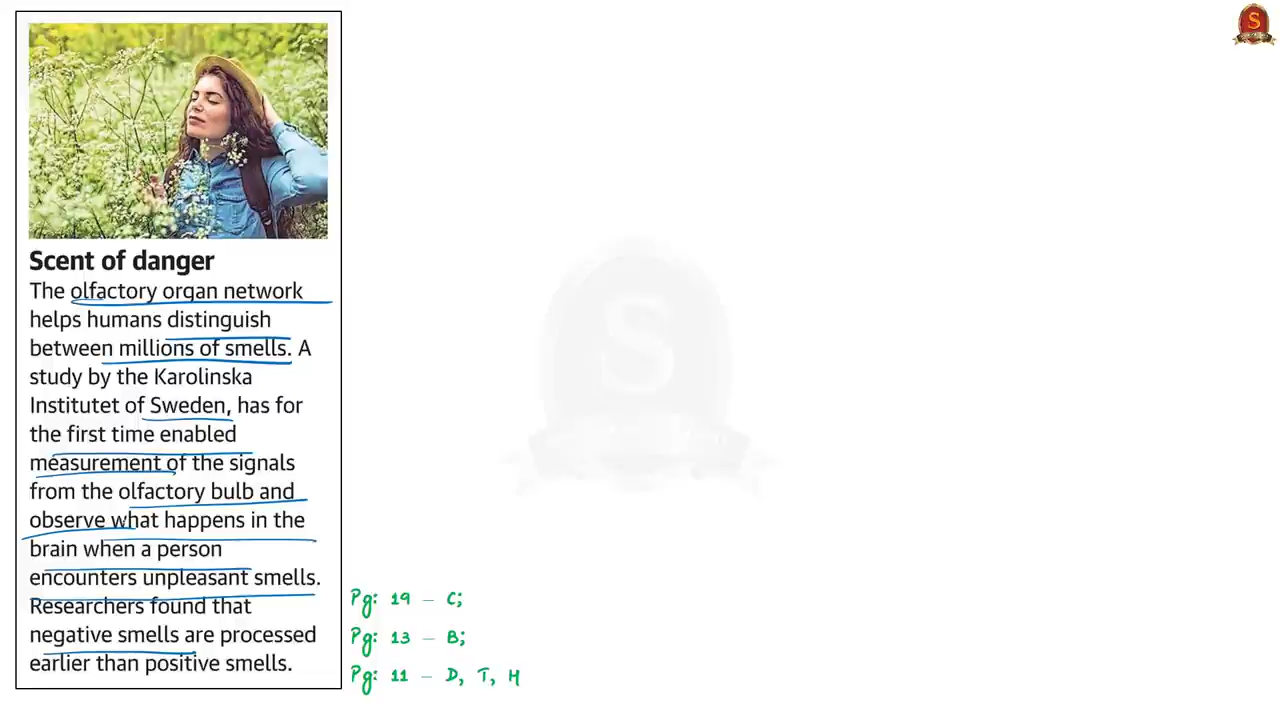 S
Scent of danger
The olfactory organ network
helps humans distinguish
between millions of smells. A
study by the Karolinska
Institutet of Sweden, has for
the first time enabled
measurement of the signals
from the olfactory bulb and
observe what happens in the
brain when a person
encounters unpleasant smells.
Researchers found that
negative smells are processed
earlier than positive smells.
Pg: 19 – C;
Pg: 13 – B;
Pg: 11 – D, T, H
S